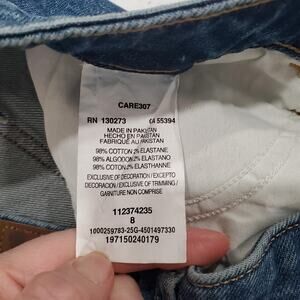 CARE307
RN 130273 CA 55394
MADE IN PAKISTAN
HECHO EN PAKISTAN
FABRIQUÉ AU PAKISTAN
98% COTTON 2% ELASTANE
98% ALGODON 2% ELASTANO
98% COTON 2% ELASTHANNE
EXCLUSIVE OF DECORATION / EXCEPTO
DECORACION / EXCLUSIVE OF TRIMMING /
GARNITURE NON COMPRISE
112374235
8
1000259783-25G-4501497330
197150240179